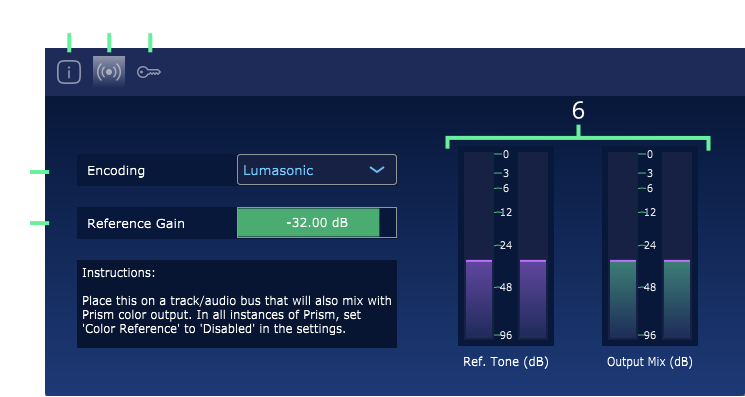 6
Encoding
Lumasonic
Reference Gain
-32.00 dB
Instructions:
Place this on a track/audio bus that will also mix with
Prism color output. In all instances of Prism, set
'Color Reference' to 'Disabled' in the settings.
0
3
6
12
24
48
96
Ref. Tone (dB)
0
3
6
12
24
48
96
Output Mix (dB)